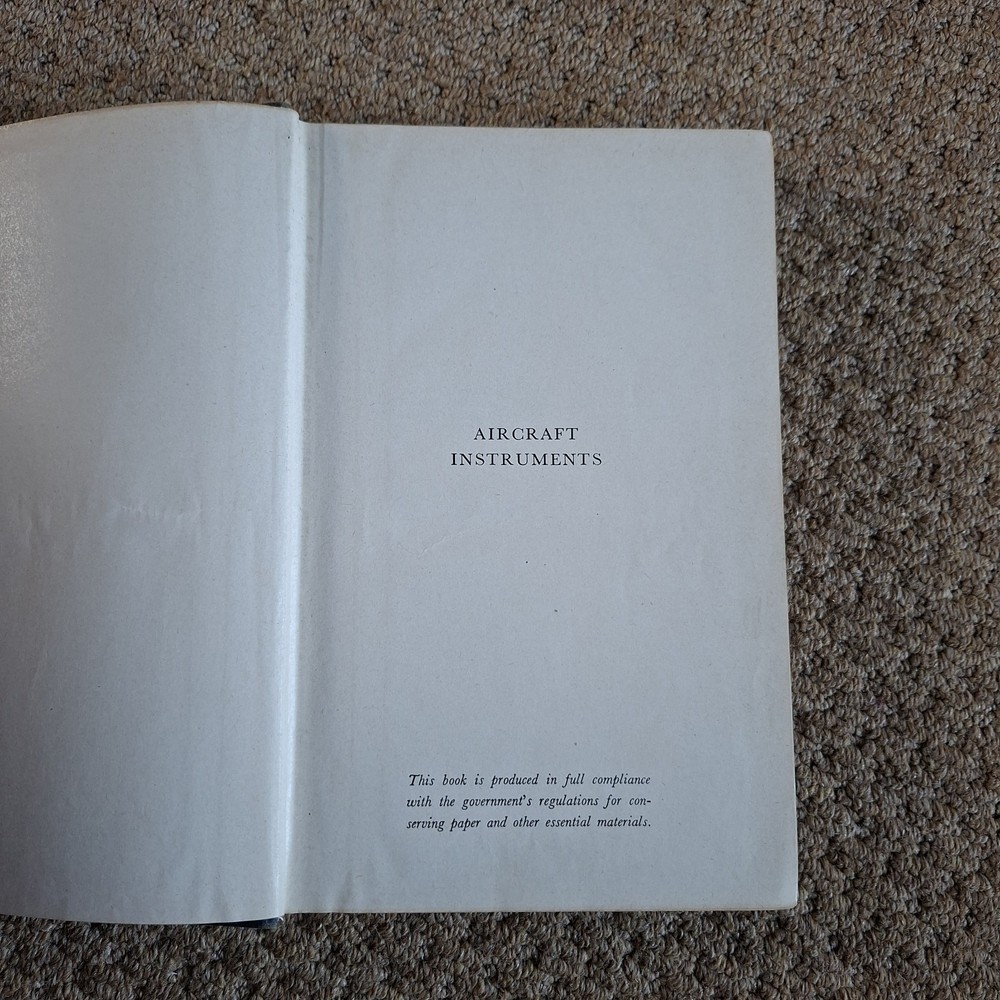 AIRCRAFT
INSTRUMENTS
This book is produced in full compliance
with the government's regulations for con-
serving paper and other essential materials.